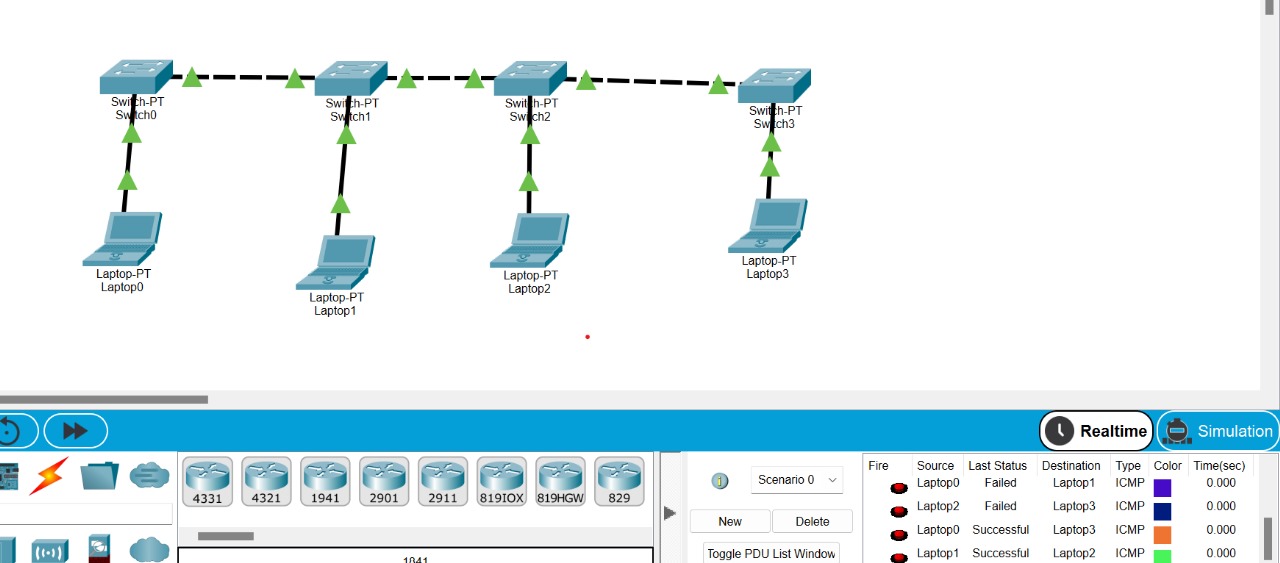 Switch-PT
Switch0
Switch-PT
Switch1
Switch-PT
Switch2
Switch-PT
Switch3
Laptop-PT
Laptop0
Laptop-PT
Laptop1
Laptop-PT
Laptop2
Laptop-PT
Laptop3
Realtime
Simulation
4331
4321
1941
2901
2911
819IOX
819HGW
829
Scenario 0
New
Delete
Toggle PDU List Window
Fire Source Last Status Destination Type Color Time(sec)
Laptop0 Failed Laptop1 ICMP 0.000
Laptop2 Failed Laptop3 ICMP 0.000
Laptop0 Successful Laptop3 ICMP 0.000
Laptop1 Successful Laptop2 ICMP 0.000